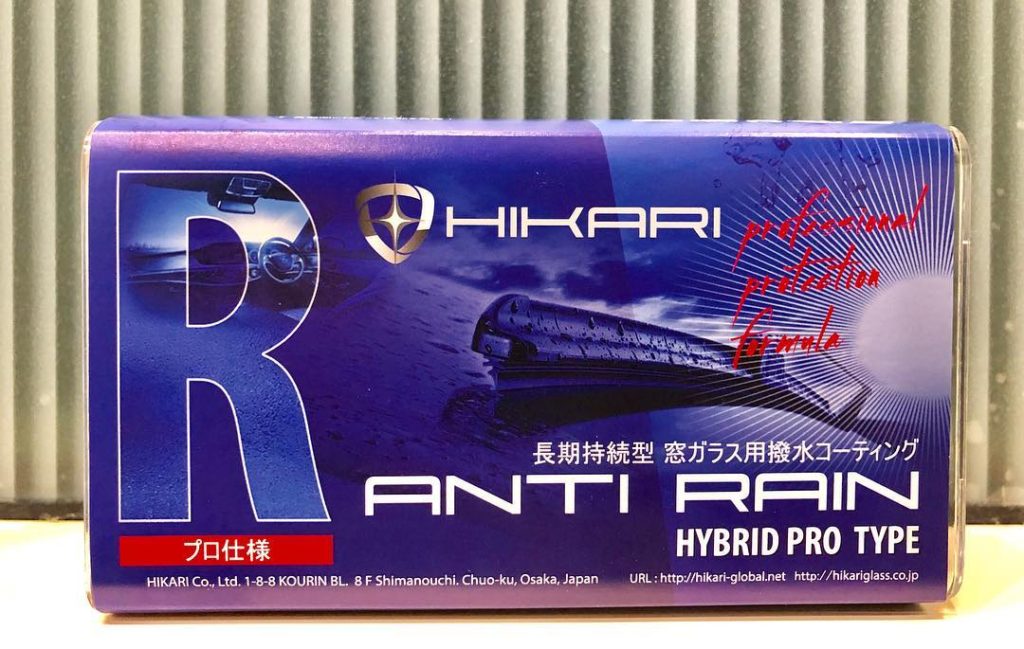 R
HIKARI
professional
protection
formula
長期持続型 窓ガラス用撥水コーティング
ANTI RAIN
HYBRID PRO TYPE
プロ仕様
HIKARI Co., Ltd. 1-8-8 KOURIN BL. 8 F Shimanouchi. Chuo-ku, Osaka, Japan
URL : http://hikari-global.net http://hikariglass.co.jp